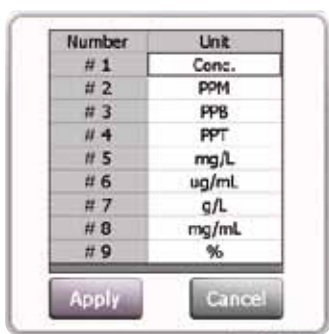 Number Unit
# 1 Conc.
# 2 PPM
# 3 PPB
# 4 PPT
# 5 mg/L
# 6 ug/mL
# 7 g/L
# 8 mg/mL
# 9 %
Apply Cancel